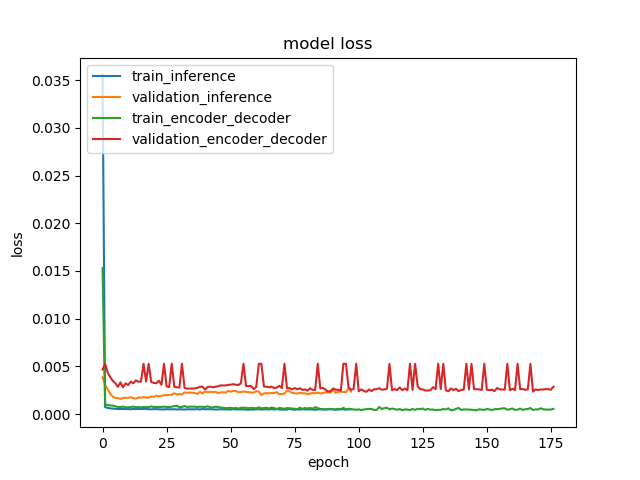 model loss
train_inference
validation_inference
train_encoder_decoder
validation_encoder_decoder
loss
0.035
0.030
0.025
0.020
0.015
0.010
0.005
0.000
0 25 50 75 100 125 150 175
epoch